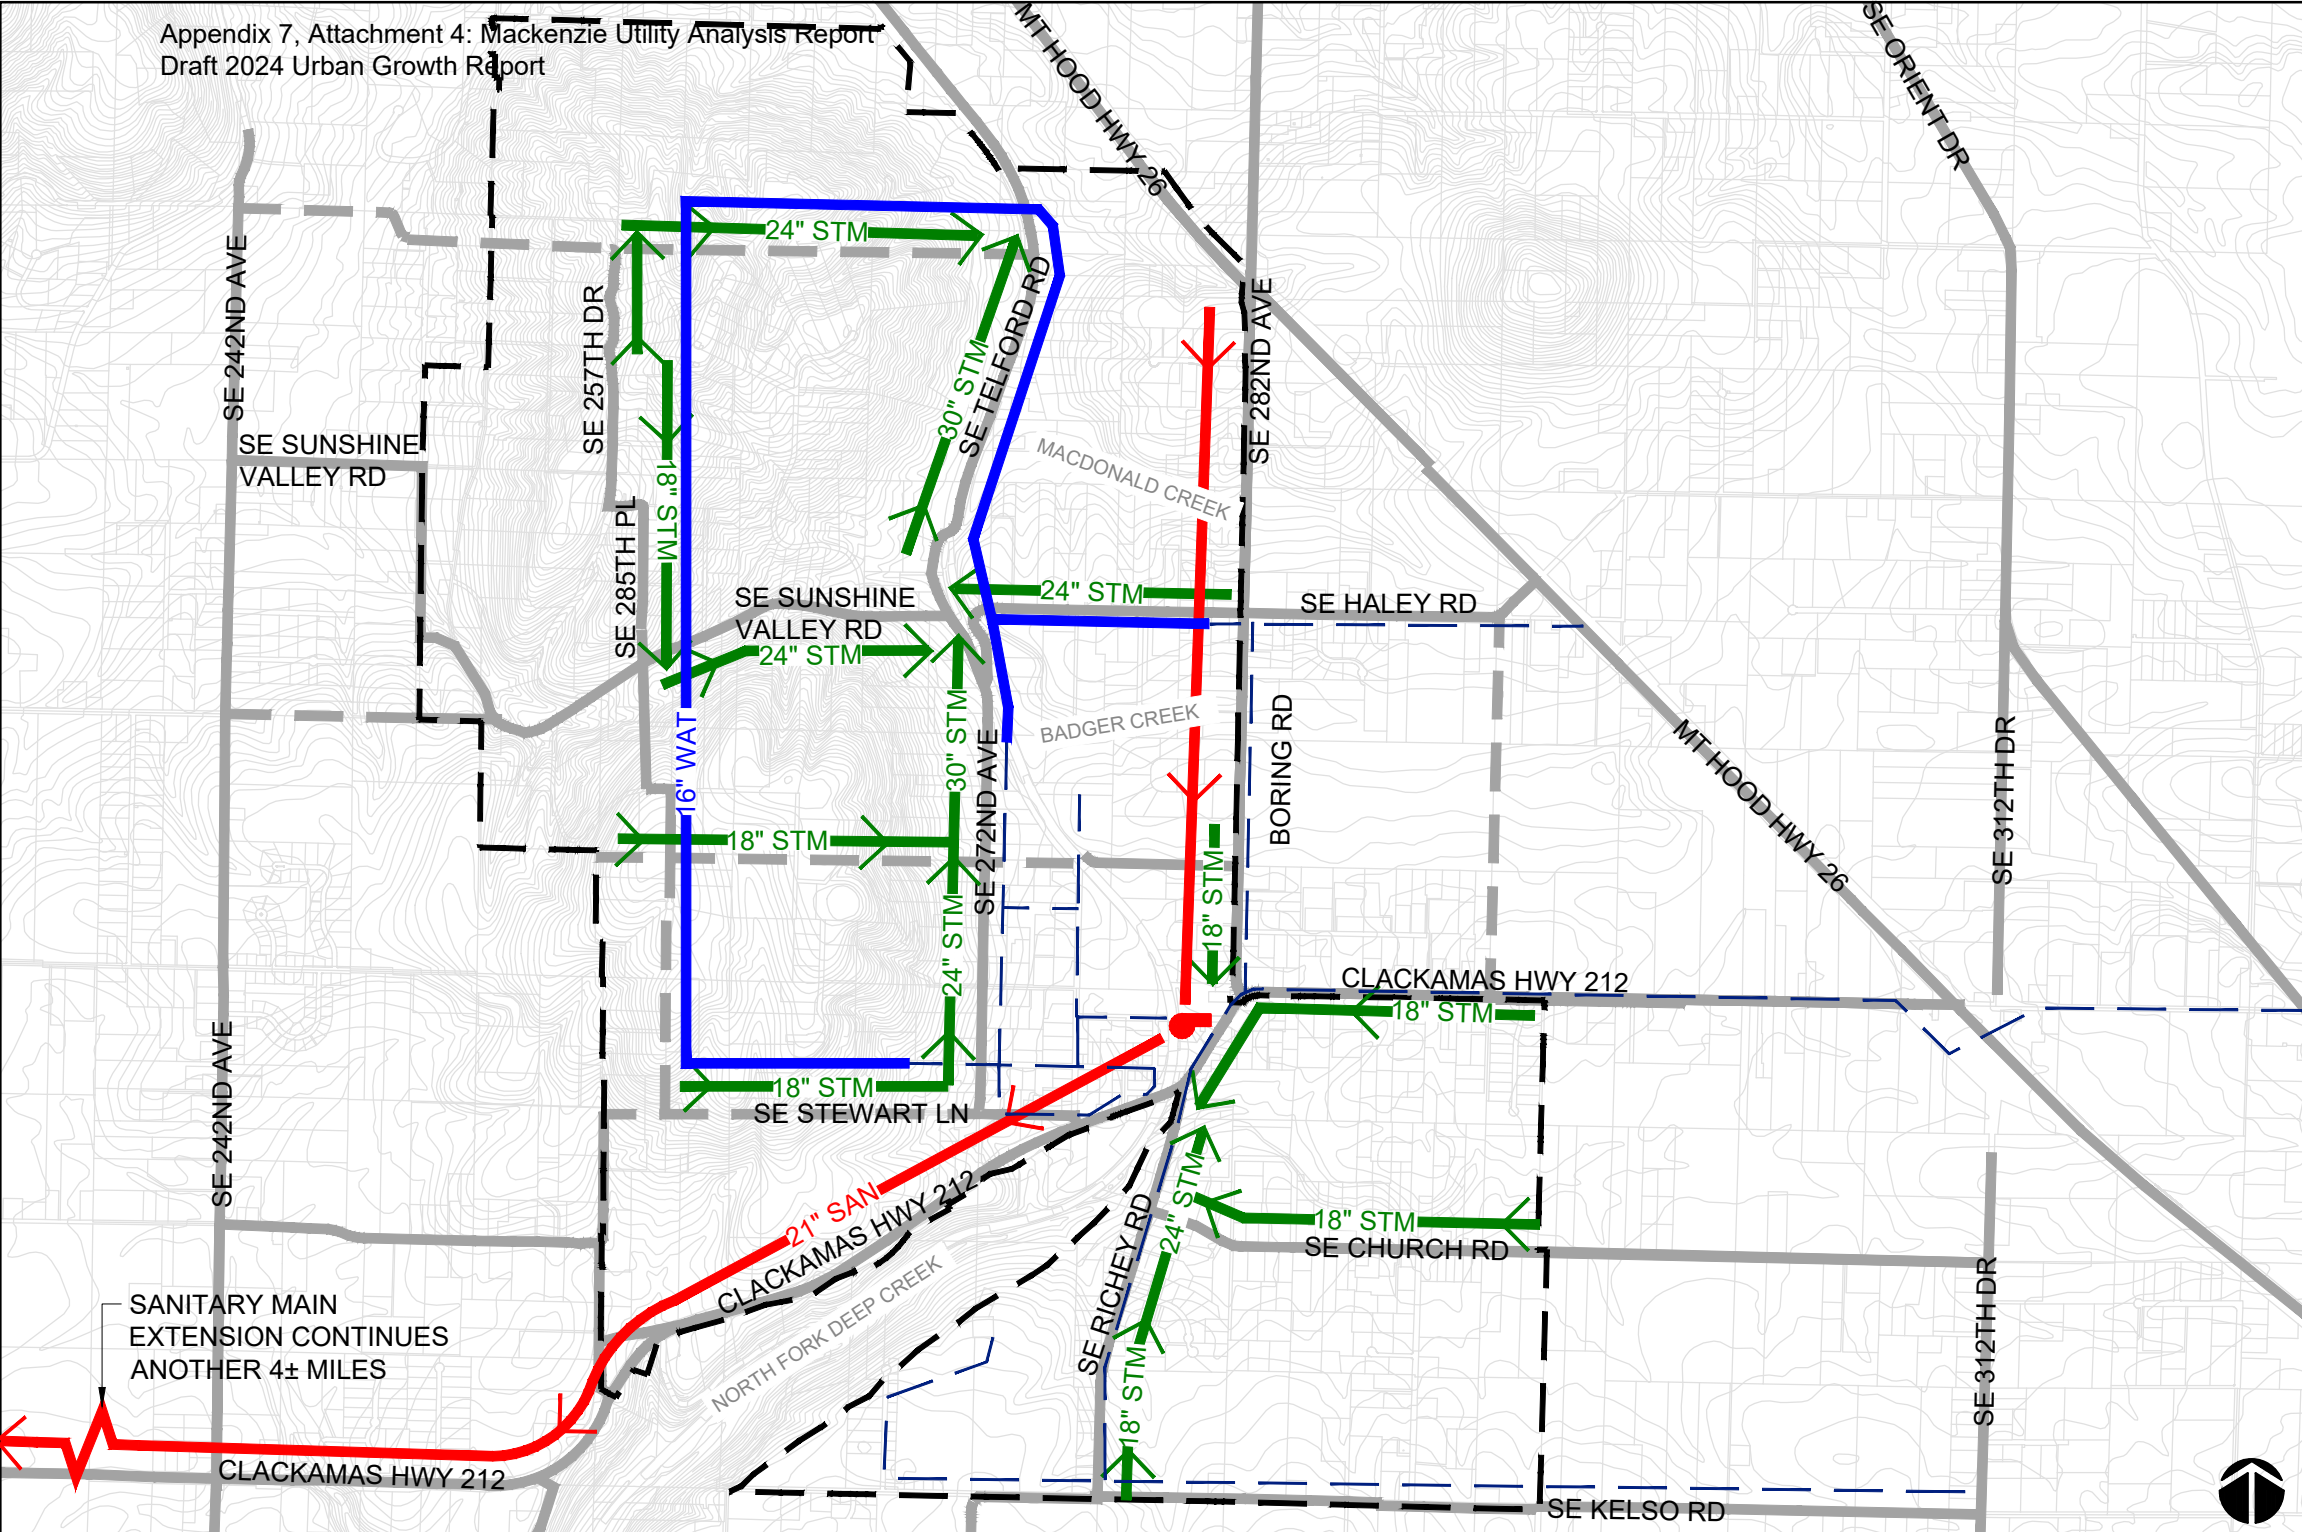 Appendix 7, Attachment 4: Mackenzie Utility Analysis Report
Draft 2024 Urban Growth Report
MT HOOD HWY 26
SE ORIENT DR
SE 242ND AVE
24" STM
SE 257TH DR
SE TELFORD RD
30" STM
SE 282ND AVE
SE SUNSHINE
VALLEY RD
MACDONALD CREEK
18" STM
SE 285TH PL
24" STM
SE HALEY RD
SE SUNSHINE
VALLEY RD
24" STM
16" WAT
30" STM
SE 272ND AVE
BADGER CREEK
BORING RD
MT HOOD HWY 26
SE 312TH DR
18" STM
18" STM
24" STM
CLACKAMAS HWY 212
18" STM
SE 242ND AVE
18" STM
SE STEWART LN
21" SAN
CLACKAMAS HWY 212
NORTH FORK DEEP CREEK
24" STM
SE RICHEY RD
18" STM
SE CHURCH RD
SE 312TH DR
18" STM
SANITARY MAIN
EXTENSION CONTINUES
ANOTHER 4± MILES
CLACKAMAS HWY 212
SE KELSO RD